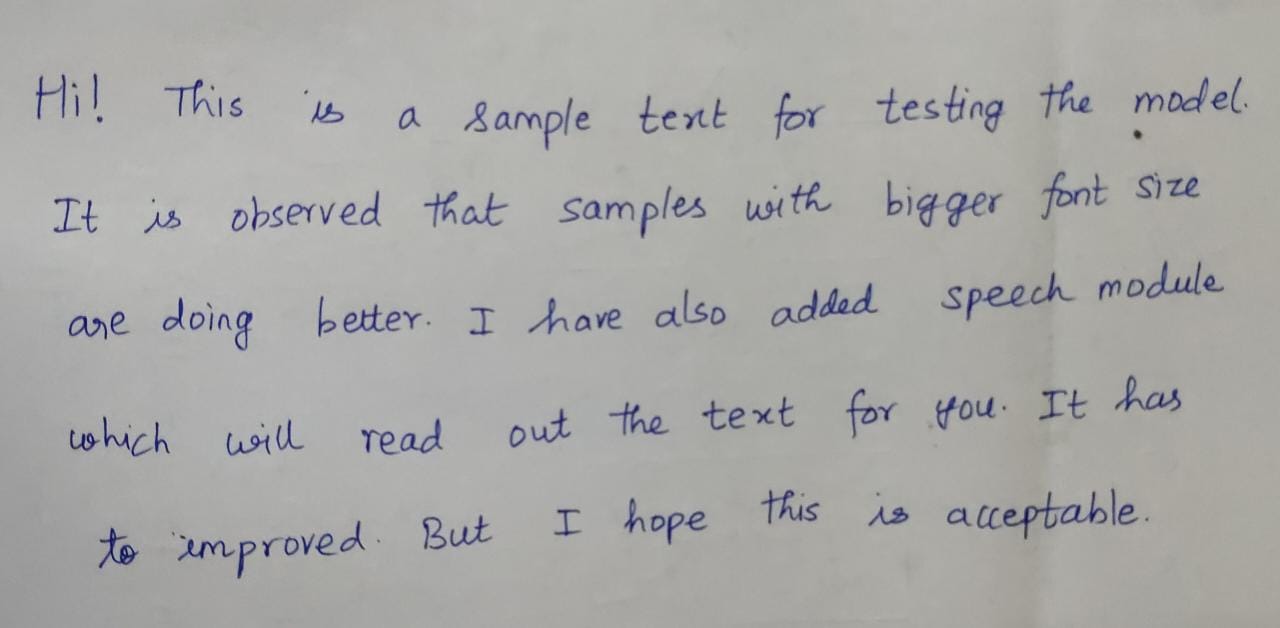 Hi! This is a sample text for testing the model.
It is observed that samples with bigger font size
are doing better. I have also added speech module
which will read out the text for you. It has
to improved. But I hope this is acceptable.